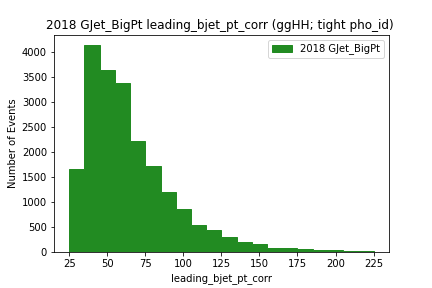 2018 GJet_BigPt leading_bjet_pt_corr (ggHH; tight pho_id)
2018 GJet_BigPt
Number of Events
4000
3500
3000
2500
2000
1500
1000
500
0
25 50 75 100 125 150 175 200 225
leading_bjet_pt_corr